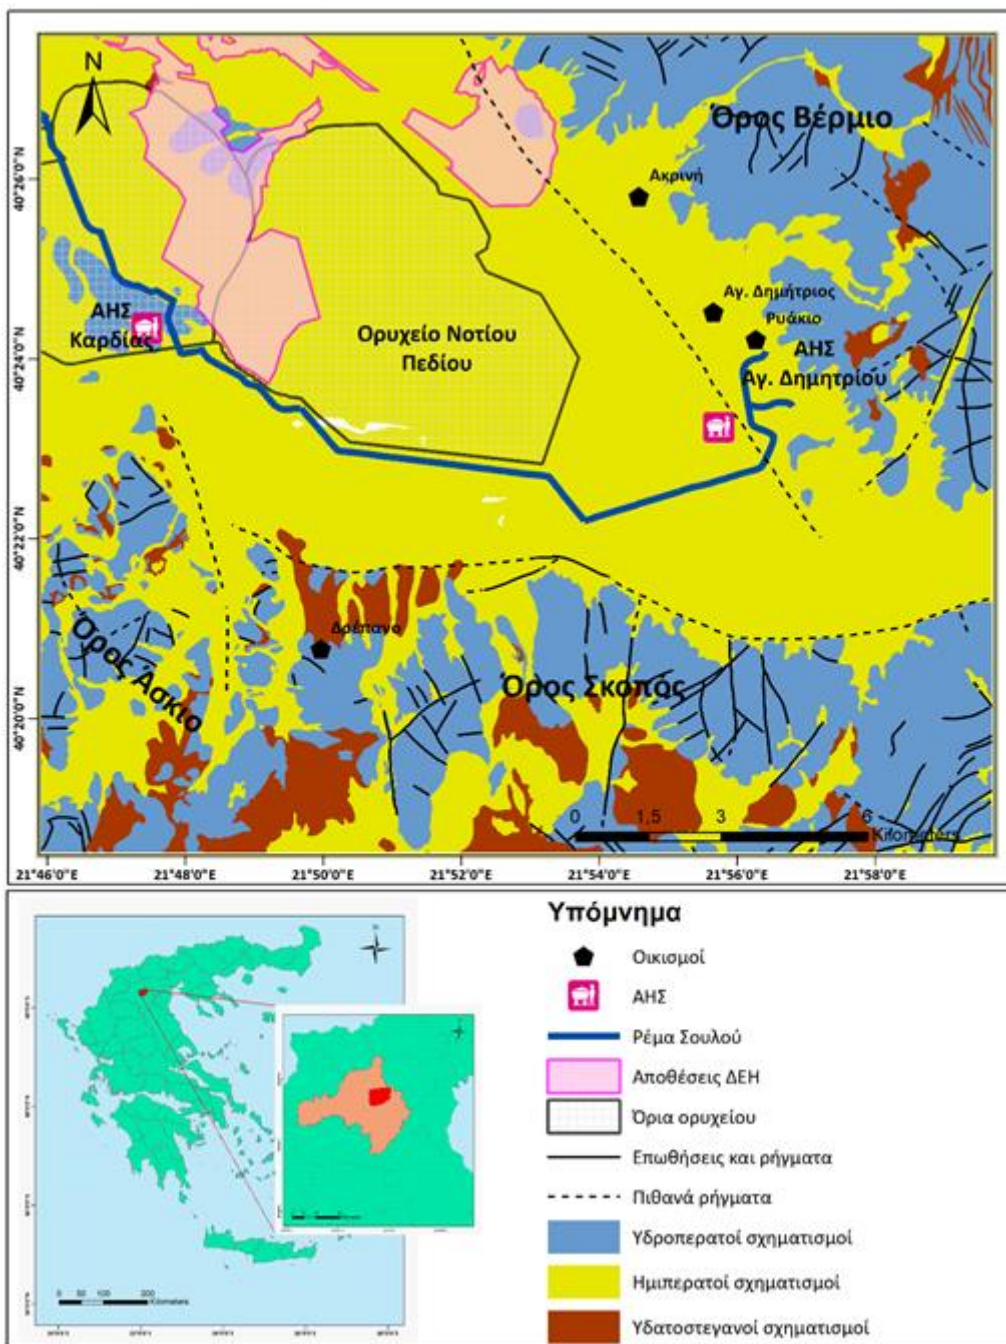 N
Όρος Βέρμιο
Ακρινή
40°26'0"N
Αγ. Δημήτριος
Ρυάκιο
ΑΗΣ
Καρδίας
Ορυχείο Νοτίου
Πεδίου
ΑΗΣ
Αγ. Δημητρίου
40°24'0"N
40°22'0"N
Δρέπανο
Όρος Άσκιο
Όρος Σκοπός
40°20'0"N
0 1,5 3 6
Kilometers
21°46'0"E 21°48'0"E 21°50'0"E 21°52'0"E 21°54'0"E 21°56'0"E 21°58'0"E
Υπόμνημα
Οικισμοί
ΑΗΣ
Ρέμα Σουλού
Αποθέσεις ΔΕΗ
Όρια ορυχείου
Επωθήσεις και ρήγματα
Πιθανά ρήγματα
Υδροπερατοί σχηματισμοί
Ημιπερατοί σχηματισμοί
Υδατοστεγανοί σχηματισμοί
0 50 100 200
Kilometers